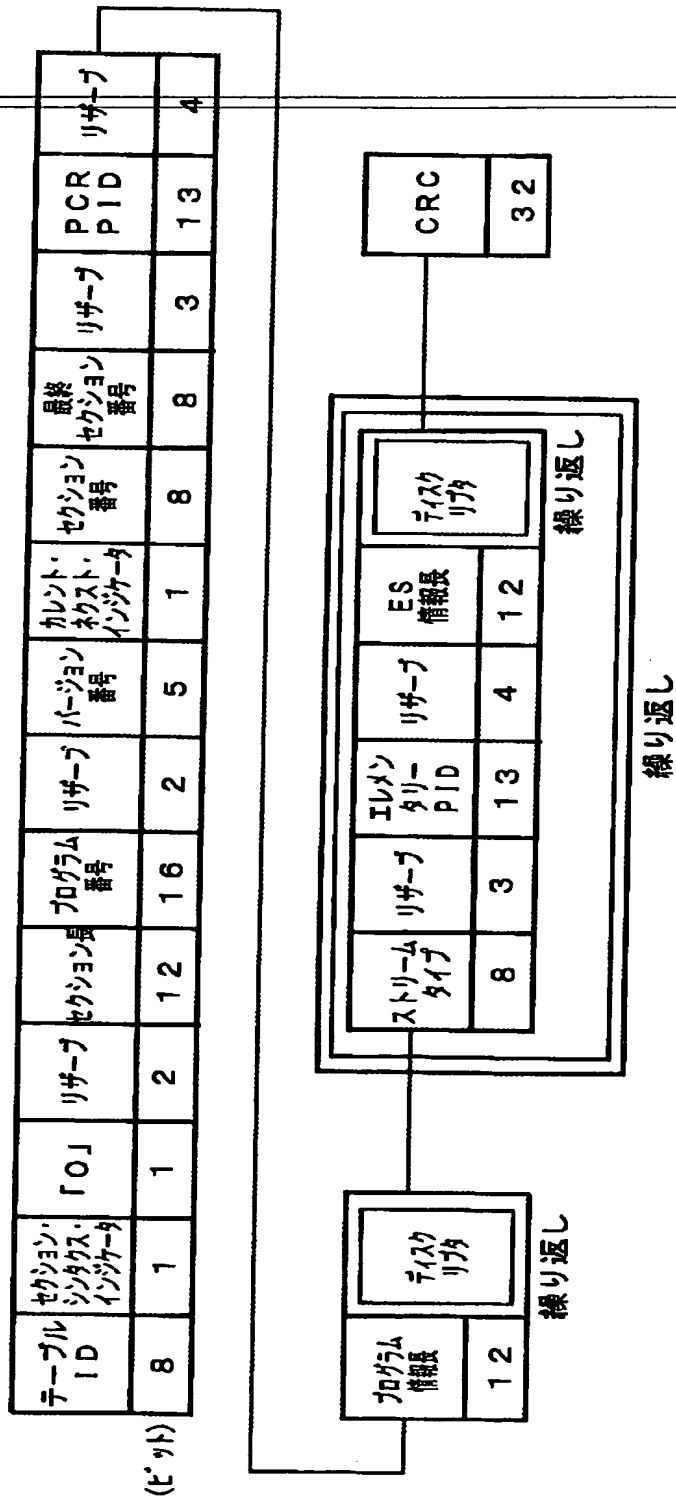 テーブル
ID
8
セクション・
シンタクス・
インジケータ
1
「0」
1
リザーブ
2
セクション長
12
プログラム
番号
16
リザーブ
2
バージョン
番号
5
カレント・
ネクスト・
インジケータ
1
セクション
番号
8
最終
セクション
番号
8
リザーブ
3
PCR
PID
13
リザーブ
4
(ビット)
プログラム
情報長
12
ディスク
リプタ
繰り返し
ストリーム
タイプ
8
リザーブ
3
エレメン
タリー
PID
13
リザーブ
4
ES
情報長
12
ディスク
リプタ
繰り返し
繰り返し
CRC
32